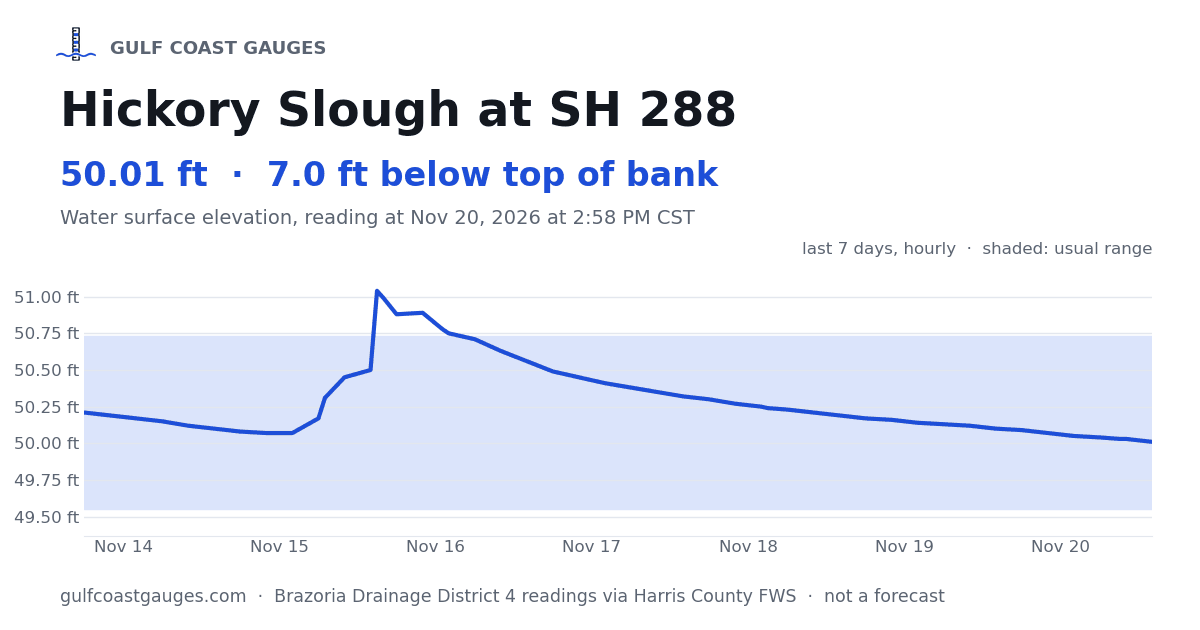 GULF COAST GAUGES
Hickory Slough at SH 288
50.01 ft · 7.0 ft below top of bank
Water surface elevation, reading at Nov 20, 2026 at 2:58 PM CST
last 7 days, hourly · shaded: usual range
51.00 ft
50.75 ft
50.50 ft
50.25 ft
50.00 ft
49.75 ft
49.50 ft
Nov 14 Nov 15 Nov 16 Nov 17 Nov 18 Nov 19 Nov 20
gulfcoastgauges.com · Brazoria Drainage District 4 readings via Harris County FWS · not a forecast